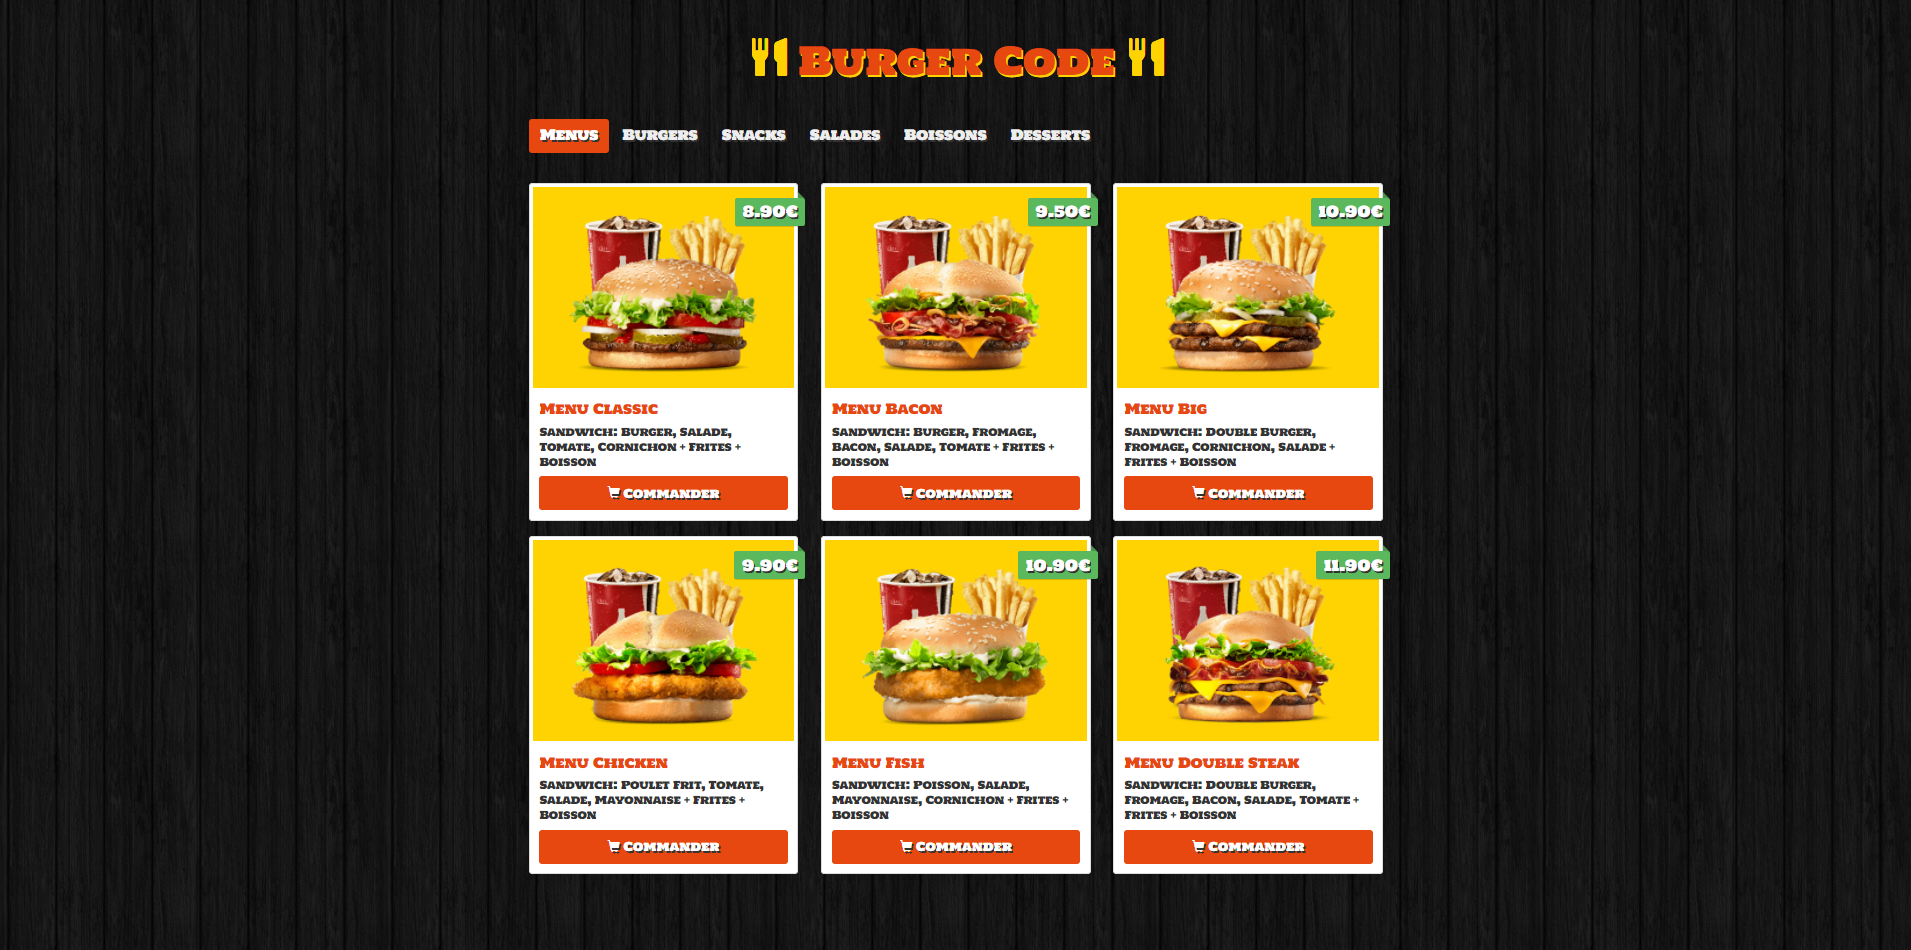 Burger Code
Menus Burgers Snacks Salades Boissons Desserts
8.90€
Menu Classic
Sandwich: Burger, Salade,
Tomate, Cornichon + Frites +
Boisson
Commander
9.50€
Menu Bacon
Sandwich: Burger, Fromage,
Bacon, Salade, Tomate + Frites +
Boisson
Commander
10.90€
Menu Big
Sandwich: Double Burger,
Fromage, Cornichon, Salade +
Frites + Boisson
Commander
9.90€
Menu Chicken
Sandwich: Poulet Frit, Tomate,
Salade, Mayonnaise + Frites +
Boisson
Commander
10.90€
Menu Fish
Sandwich: Poisson, Salade,
Mayonnaise, Cornichon + Frites +
Boisson
Commander
11.90€
Menu Double Steak
Sandwich: Double Burger,
Fromage, Bacon, Salade, Tomate +
Frites + Boisson
Commander